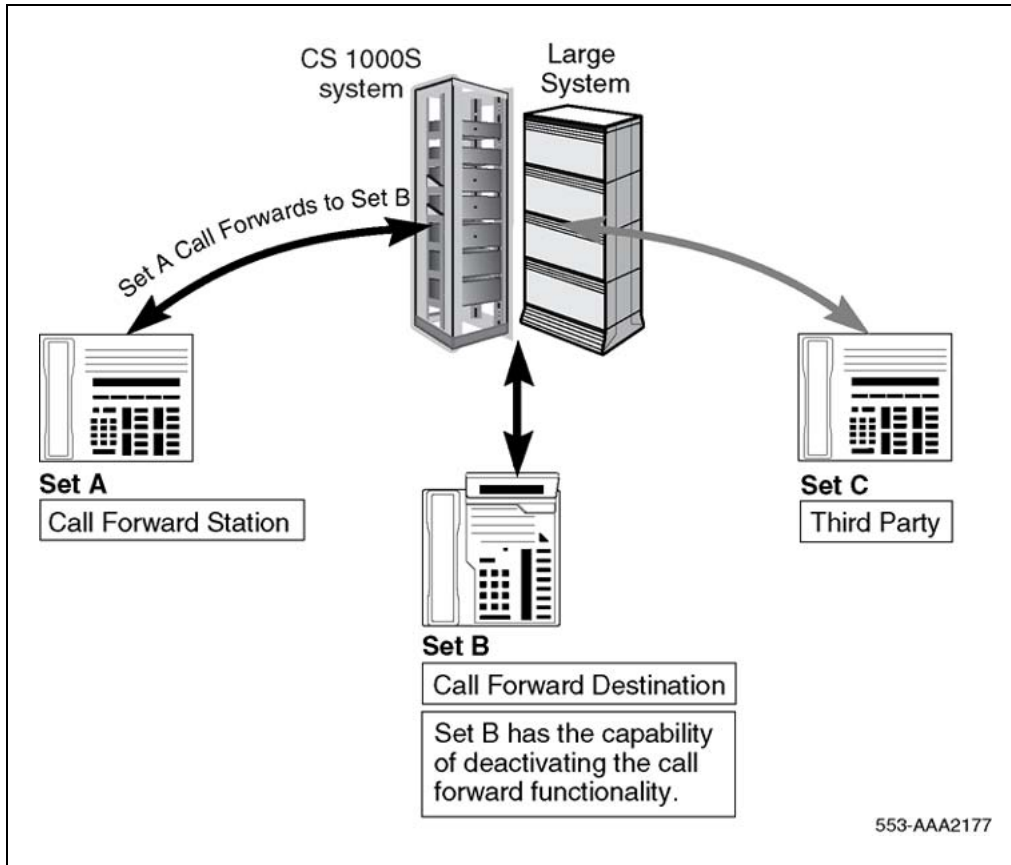 CS 1000S
system
Large
System
Set A Call Forwards to Set B
Set A
Call Forward Station
Set C
Third Party
Set B
Call Forward Destination
Set B has the capability
of deactivating the call
forward functionality.
553-AAA2177